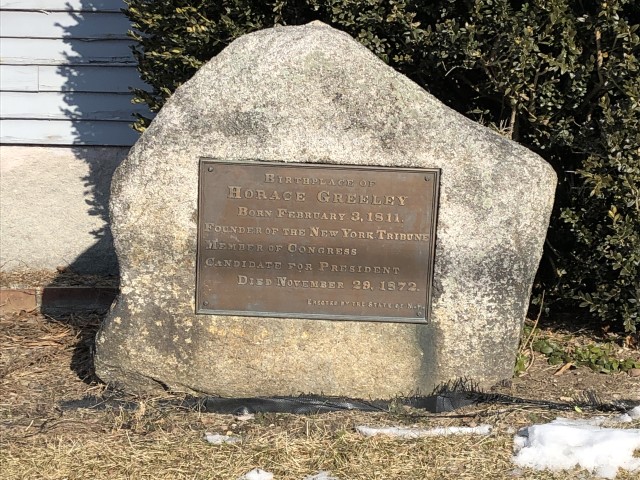 BIRTHPLACE OF
HORACE GREELEY
BORN FEBRUARY 3, 1811.
FOUNDER OF THE NEW YORK TRIBUNE
MEMBER OF CONGRESS
CANDIDATE FOR PRESIDENT
DIED NOVEMBER 29, 1872.
ERECTED BY THE STATE OF N.H.